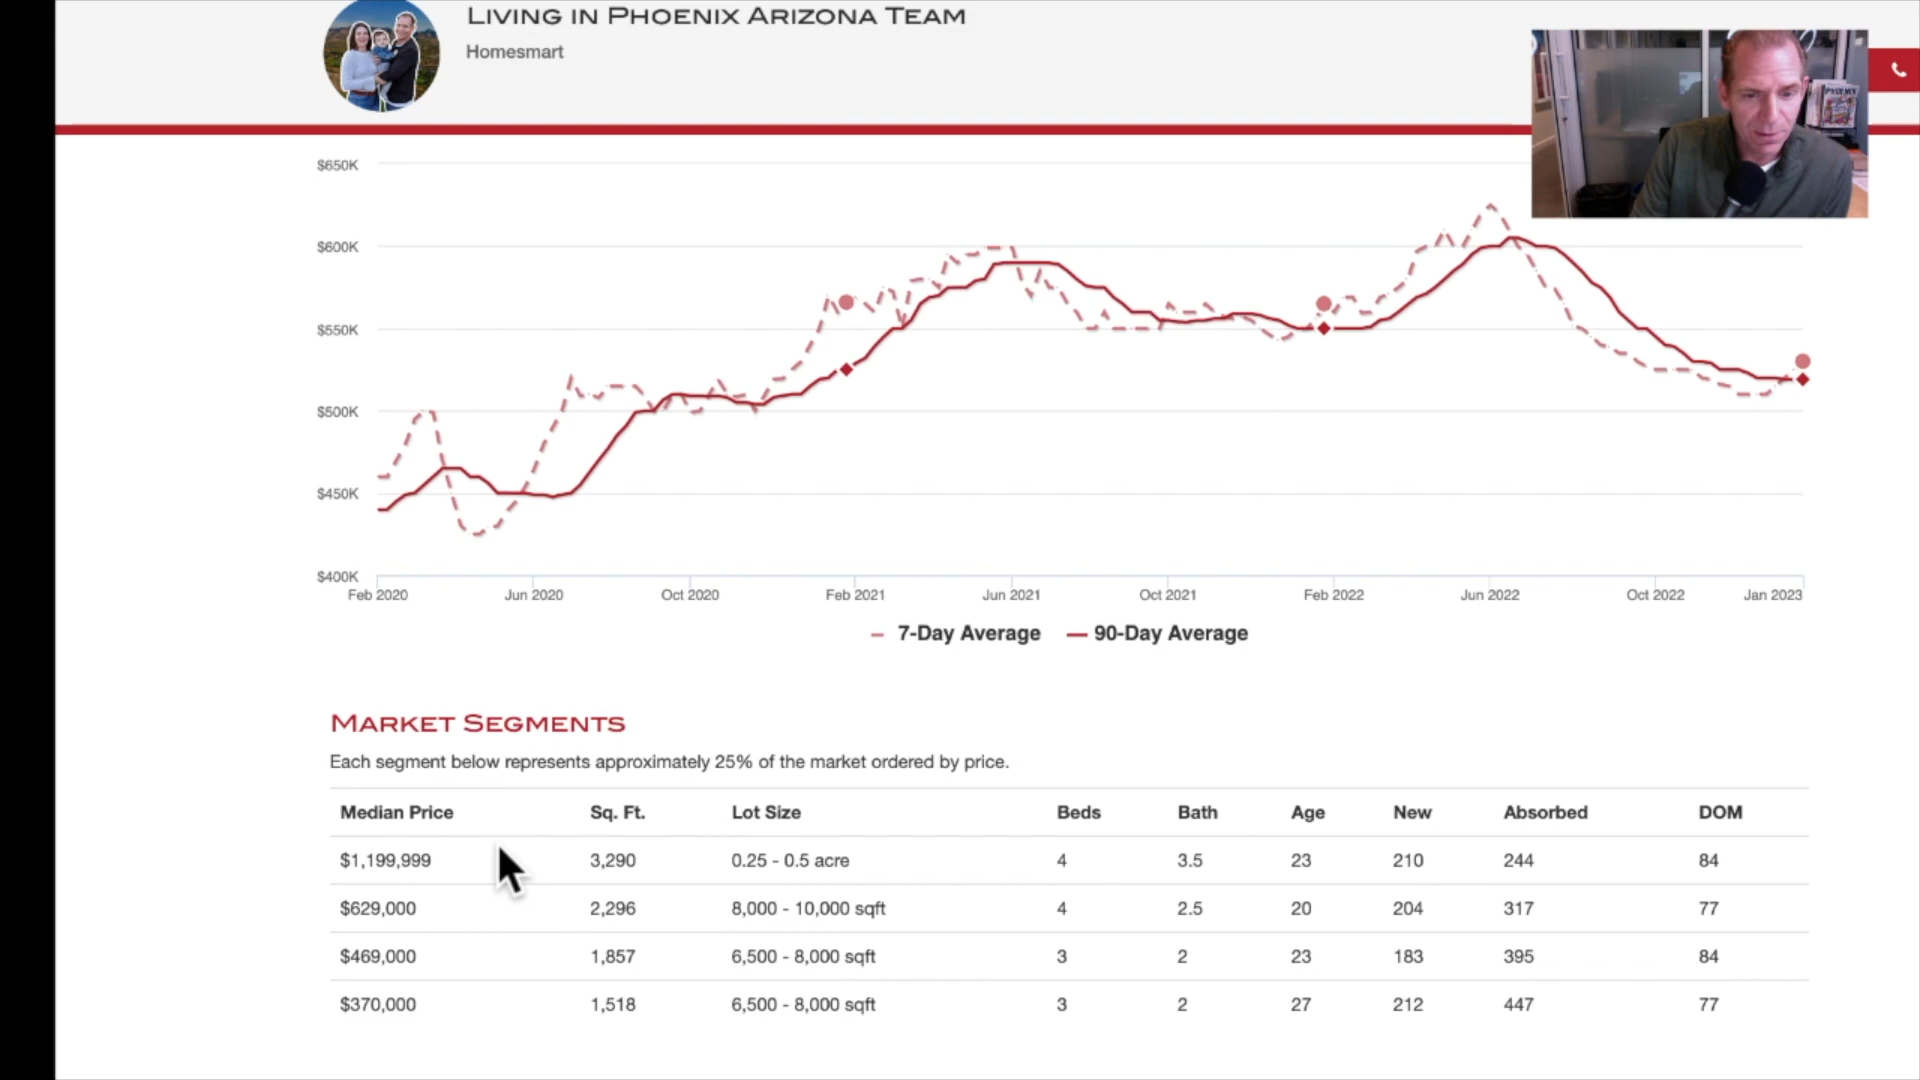 LIVING IN PHOENIX ARIZONA TEAM
Homesmart
PHOENIX
$650K
$600K
$550K
$500K
$450K
$400K
Feb 2020 Jun 2020 Oct 2020 Feb 2021 Jun 2021 Oct 2021 Feb 2022 Jun 2022 Oct 2022 Jan 2023
7-Day Average 90-Day Average
MARKET SEGMENTS
Each segment below represents approximately 25% of the market ordered by price.
Median Price Sq. Ft. Lot Size Beds Bath Age New Absorbed DOM
$1,199,999 3,290 0.25 - 0.5 acre 4 3.5 23 210 244 84
$629,000 2,296 8,000 - 10,000 sqft 4 2.5 20 204 317 77
$469,000 1,857 6,500 - 8,000 sqft 3 2 23 183 395 84
$370,000 1,518 6,500 - 8,000 sqft 3 2 27 212 447 77